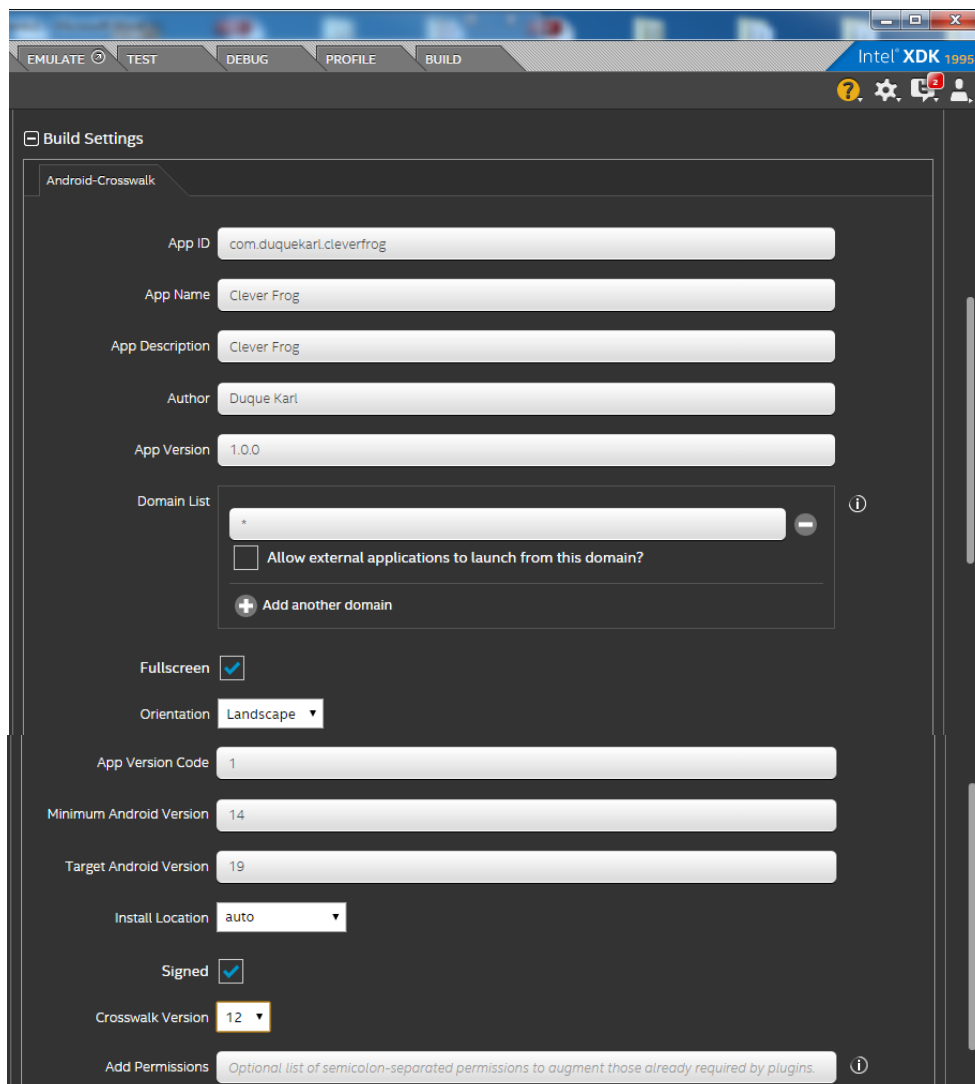 EMULATE TEST DEBUG PROFILE BUILD Intel® XDK 1995
? 2
Build Settings
Android-Crosswalk
App ID com.duquekarl.cleverfrog
App Name Clever Frog
App Description Clever Frog
Author Duque Karl
App Version 1.0.0
Domain List
*
Allow external applications to launch from this domain?
Add another domain
Fullscreen
Orientation Landscape
App Version Code 1
Minimum Android Version 14
Target Android Version 19
Install Location auto
Signed
Crosswalk Version 12
Add Permissions Optional list of semicolon-separated permissions to augment those already required by plugins.